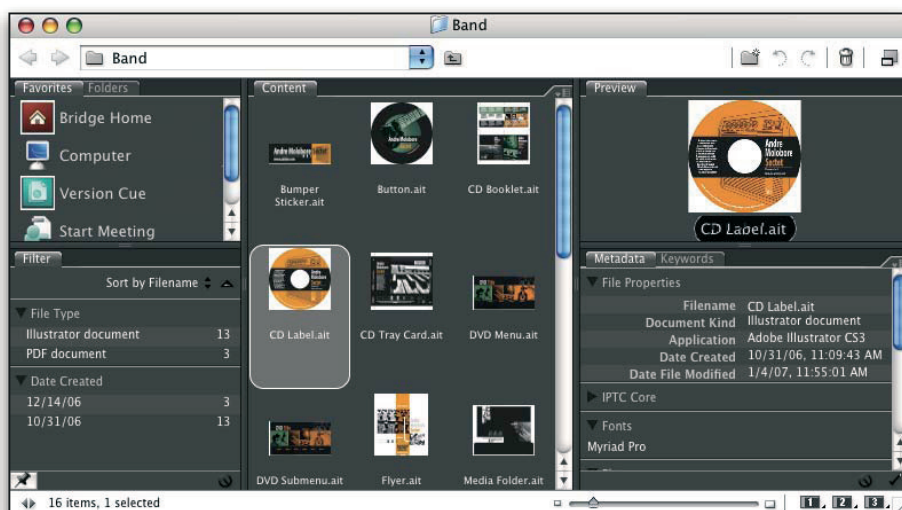 Band
Band
Favorites Folders
Bridge Home
Computer
Version Cue
Start Meeting
Filter
Sort by Filename
File Type
Illustrator document 13
PDF document 3
Date Created
12/14/06 3
10/31/06 13
Content
Bumper
Sticker.ait
Button.ait
CD Booklet.ait
CD Label.ait
CD Tray Card.ait
DVD Menu.ait
DVD Submenu.ait
Flyer.ait
Media Folder.ait
Preview
Andre
Molobare
CD Label.ait
Metadata Keywords
File Properties
Filename CD Label.ait
Document Kind Illustrator document
Application Adobe Illustrator CS3
Date Created 10/31/06, 11:09:43 AM
Date File Modified 1/4/07, 11:55:01 AM
IPTC Core
Fonts
Myriad Pro
16 items, 1 selected
1 2 3